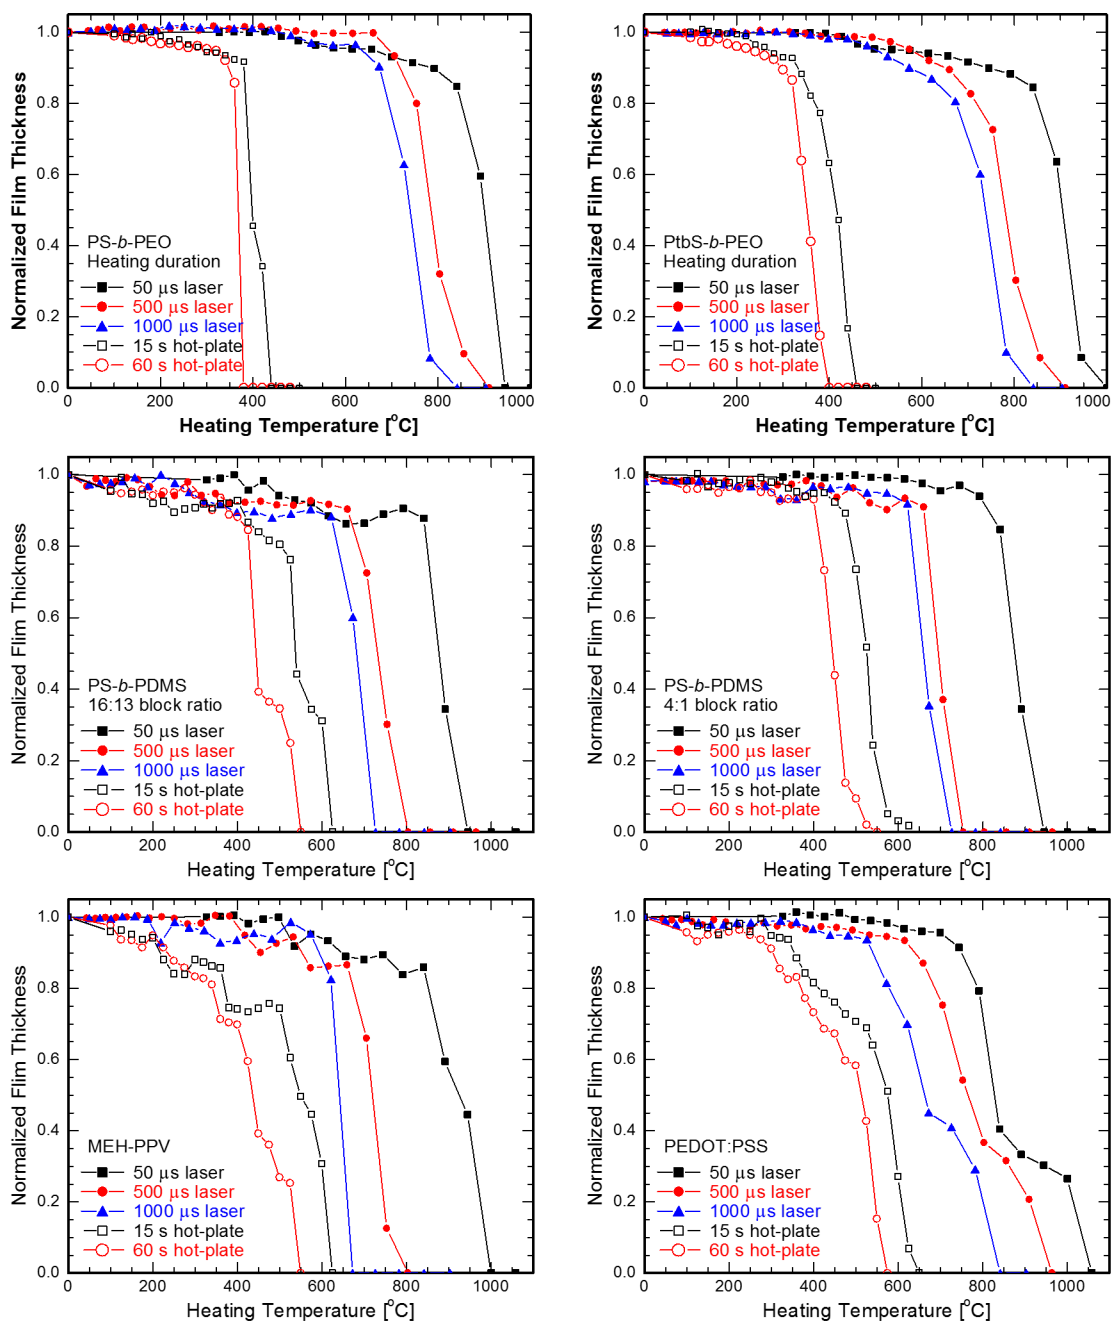 Normalized Film Thickness
1.0
0.8
0.6
0.4
0.2
0.0
PS-b-PEO
Heating duration
50 μs laser
500 μs laser
1000 μs laser
15 s hot-plate
60 s hot-plate
0 200 400 600 800 1000
Heating Temperature [°C]
Normalized Film Thickness
1.0
0.8
0.6
0.4
0.2
0.0
PtbS-b-PEO
Heating duration
50 μs laser
500 μs laser
1000 μs laser
15 s hot-plate
60 s hot-plate
0 200 400 600 800 1000
Heating Temperature [°C]
Normalized Flim Thickness
1.0
0.8
0.6
0.4
0.2
0.0
PS-b-PDMS
16:13 block ratio
50 μs laser
500 μs laser
1000 μs laser
15 s hot-plate
60 s hot-plate
0 200 400 600 800 1000
Heating Temperature [°C]
Normalized Flim Thickness
1.0
0.8
0.6
0.4
0.2
0.0
PS-b-PDMS
4:1 block ratio
50 μs laser
500 μs laser
1000 μs laser
15 s hot-plate
60 s hot-plate
0 200 400 600 800 1000
Heating Temperature [°C]
Normalized Flim Thickness
1.0
0.8
0.6
0.4
0.2
0.0
MEH-PPV
50 μs laser
500 μs laser
1000 μs laser
15 s hot-plate
60 s hot-plate
0 200 400 600 800 1000
Heating Temperature [°C]
Normalized Flim Thickness
1.0
0.8
0.6
0.4
0.2
0.0
PEDOT:PSS
50 μs laser
500 μs laser
1000 μs laser
15 s hot-plate
60 s hot-plate
0 200 400 600 800 1000
Heating Temperature [°C]